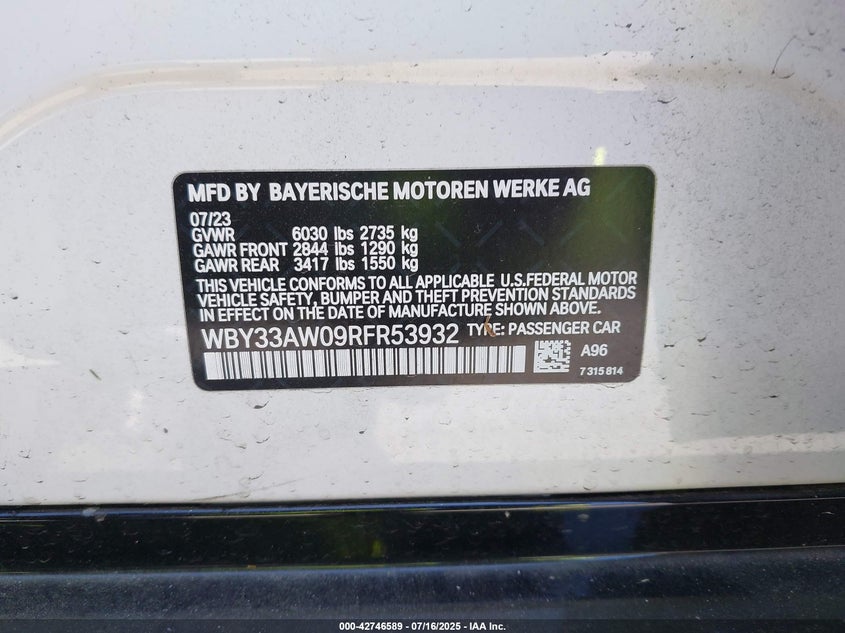 MFD BY BAYERISCHE MOTOREN WERKE AG
07/23
GVWR 6030 lbs 2735 kg
GAWR FRONT 2844 lbs 1290 kg
GAWR REAR 3417 lbs 1550 kg
THIS VEHICLE CONFORMS TO ALL APPLICABLE U.S.FEDERAL MOTOR
VEHICLE SAFETY, BUMPER AND THEFT PREVENTION STANDARDS
IN EFFECT ON THE DATE OF MANUFACTURE SHOWN ABOVE.
WBY33AW09RFR53932 TYPE: PASSENGER CAR
A96
7 315 814
000-42746589 - 07/16/2025 - IAA Inc.